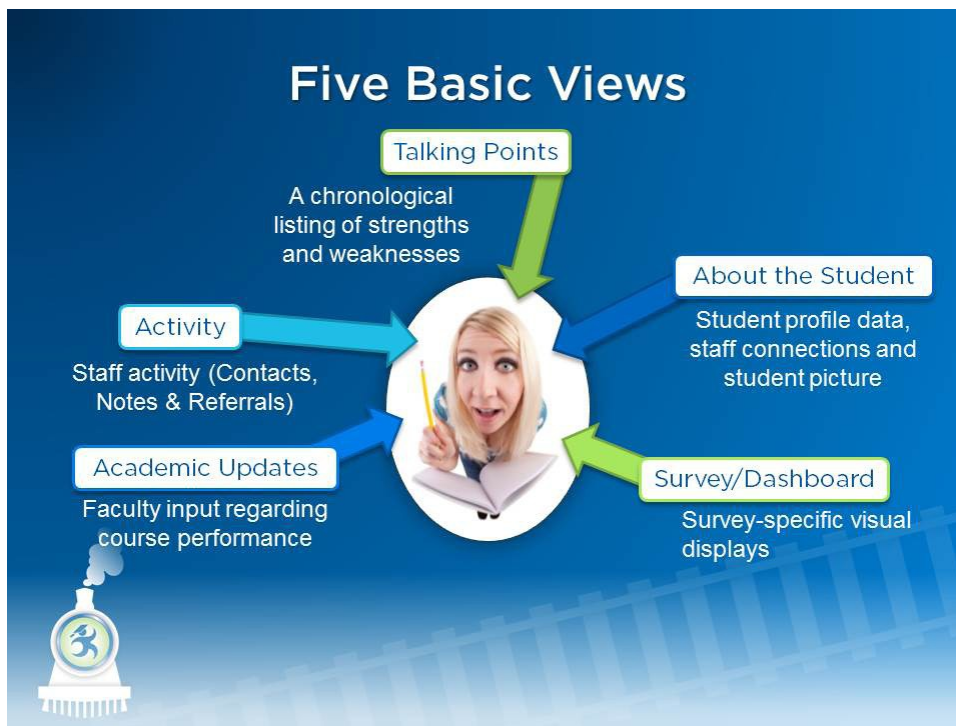 Five Basic Views
Talking Points
A chronological
listing of strengths
and weaknesses
About the Student
Student profile data,
staff connections and
student picture
Activity
Staff activity (Contacts,
Notes & Referrals)
Academic Updates
Faculty input regarding
course performance
Survey/Dashboard
Survey-specific visual
displays